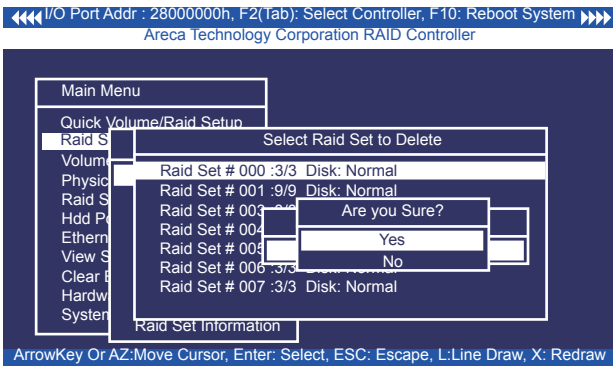 I/O Port Addr : 28000000h, F2(Tab): Select Controller, F10: Reboot System
Areca Technology Corporation RAID Controller
Main Menu
Quick Volume/Raid Setup
Raid S
Select Raid Set to Delete
Volume
Physic
Raid S
Hdd Po
Ethern
View S
Clear E
Hardw
System
Raid Set # 000 :3/3 Disk: Normal
Raid Set # 001 :9/9 Disk: Normal
Raid Set # 003
Raid Set # 004
Raid Set # 005
Raid Set # 006 :3/3 Disk: Normal
Raid Set # 007 :3/3 Disk: Normal
Are you Sure?
Yes
No
Raid Set Information
ArrowKey Or AZ:Move Cursor, Enter: Select, ESC: Escape, L:Line Draw, X: Redraw